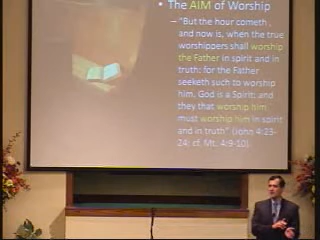 • The AIM of Worship
– "But the hour cometh,
and now is, when the true
worshippers shall worship
the Father in spirit and in
truth: for the Father
seeketh such to worship
him. God is a Spirit: and
they that worship him
must worship him in spirit
and in truth" (John 4:23-
24; cf. Mt. 4:9-10).